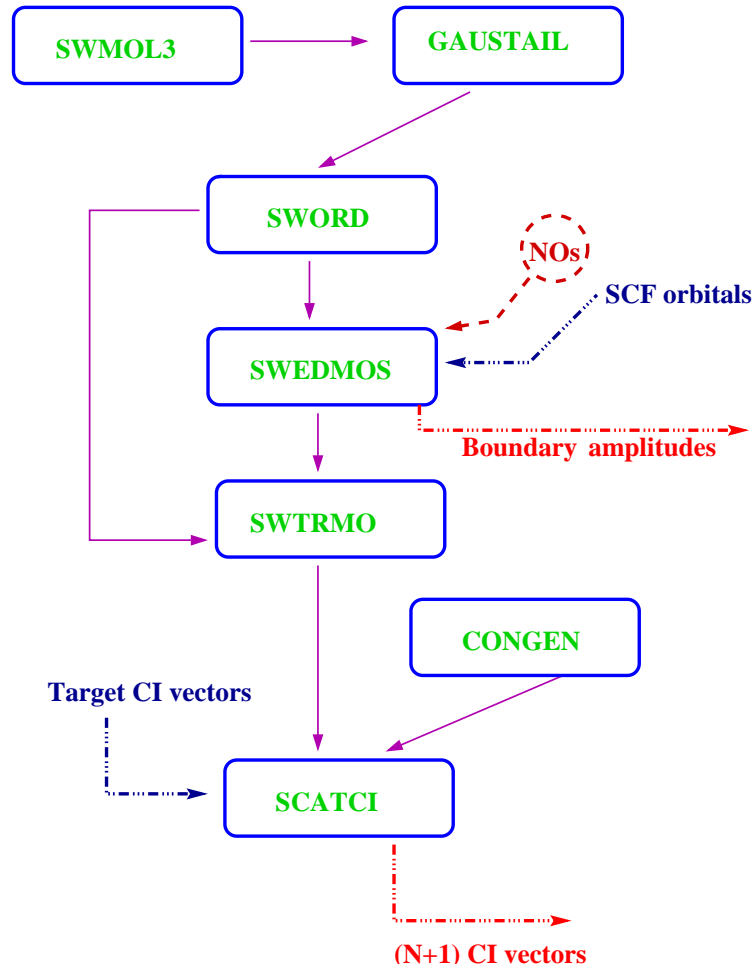 SWMOL3
GAUSTAIL
SWORD
NOs
SCF orbitals
SWEDMOS
Boundary amplitudes
SWTRMO
CONGEN
Target CI vectors
SCATCI
(N+1) CI vectors